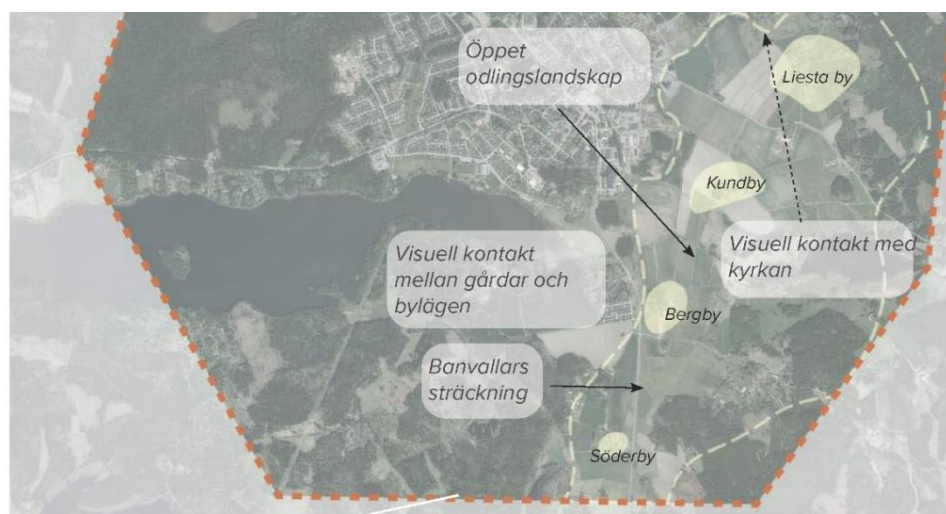 Öppet
odlingslandskap
Liesta by
Kundby
Visuell kontakt
mellan gårdar och
bylägen
Visuell kontakt med
kyrkan
Bergby
Banvallars
sträckning
Söderby